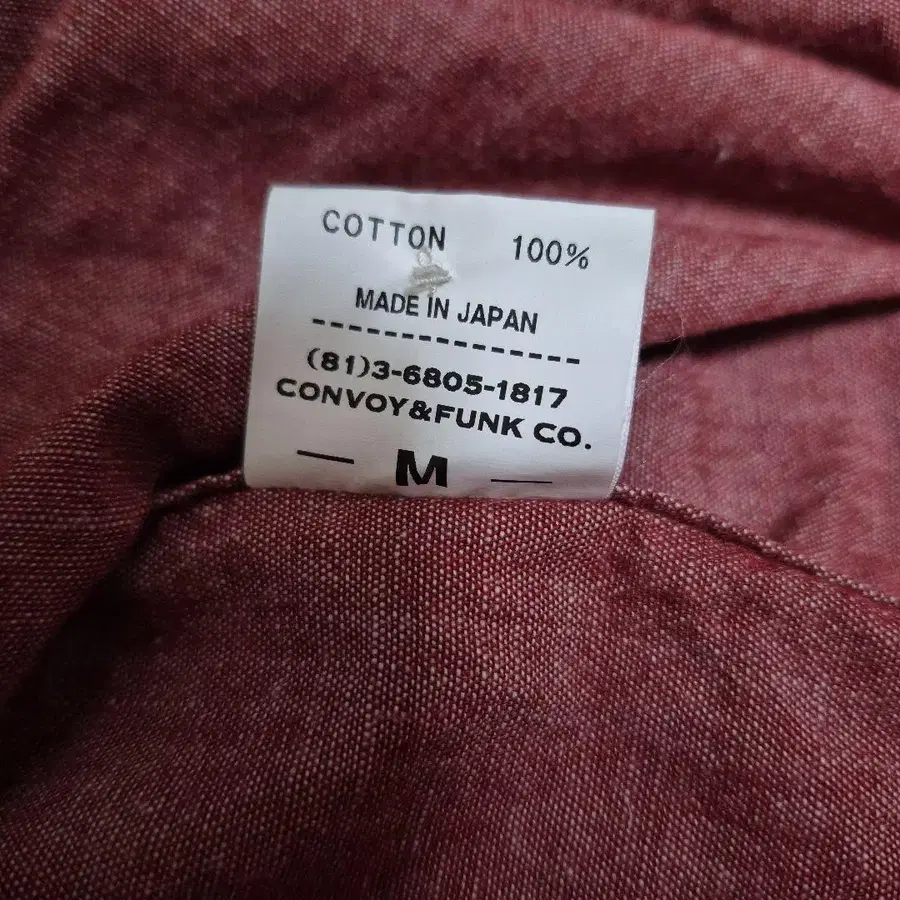 COTTON 100%
MADE IN JAPAN
(81)3-6805-1817
CONVOY&FUNK CO.
— M —